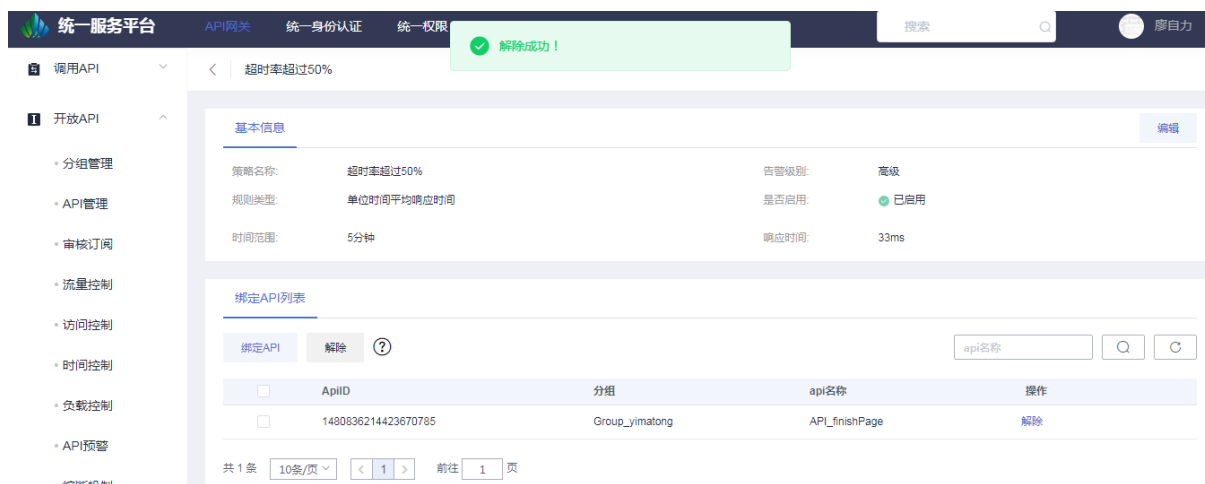 统一服务平台 API网关 统一身份认证 统一权限 搜索 廖自力
解除成功！
调用API 超时率超过50%
开放API
基本信息 编辑
分组管理
策略名称: 超时率超过50% 告警级别: 高级
API管理
规则类型: 单位时间平均响应时间 是否启用: 已启用
审核订阅
时间范围: 5分钟 响应时间: 33ms
流量控制
绑定API列表
访问控制
绑定API 解除 ? api名称
时间控制
ApiID 分组 api名称 操作
负载控制
1480836214423670785 Group_yimatong API_finishPage 解除
API预警
共1条 10条/页 < 1 > 前往 1 页